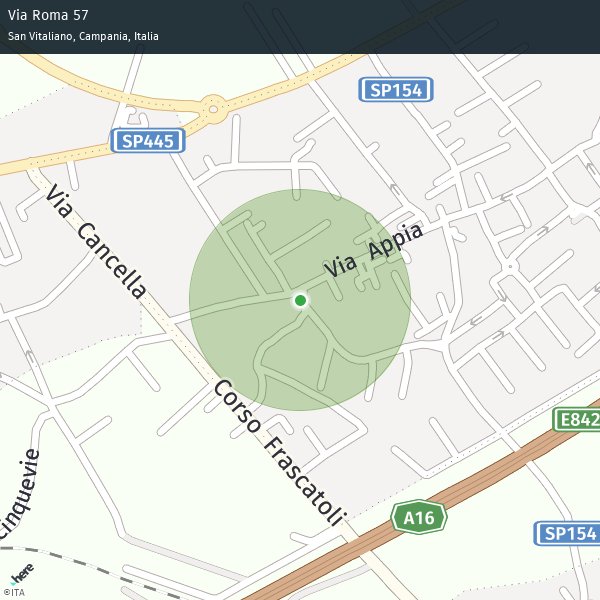 Via Roma 57
San Vitaliano, Campania, Italia
SP154
SP445
Via Cancella
Via Appia
Corso Frascatoli
E842
A16
SP154
Cinquevie
here
©ITA